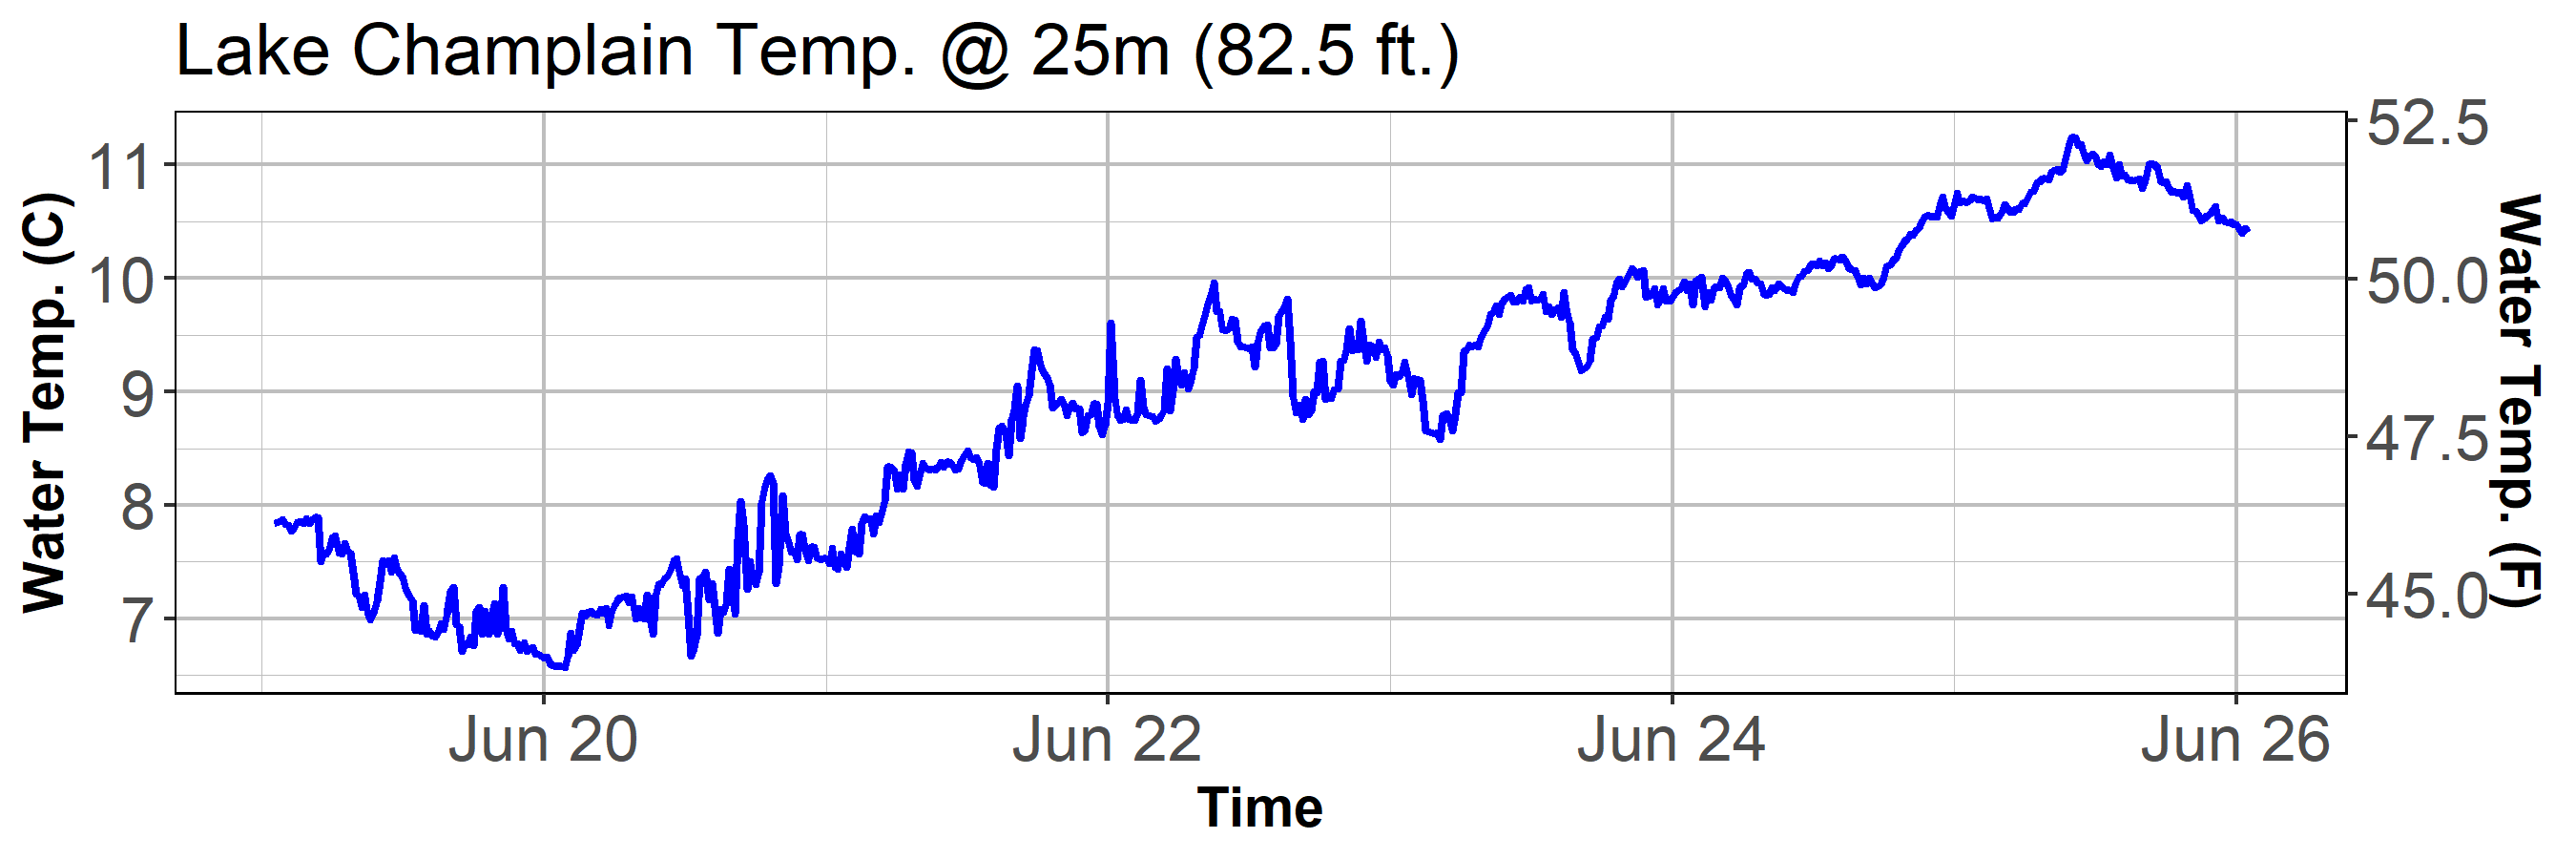 Lake Champlain Temp. @ 25m (82.5 ft.)
Water Temp. (C)
11
10
9
8
7
52.5
50.0
47.5
45.0
Water Temp. (F)
Jun 20
Jun 22
Jun 24
Jun 26
Time